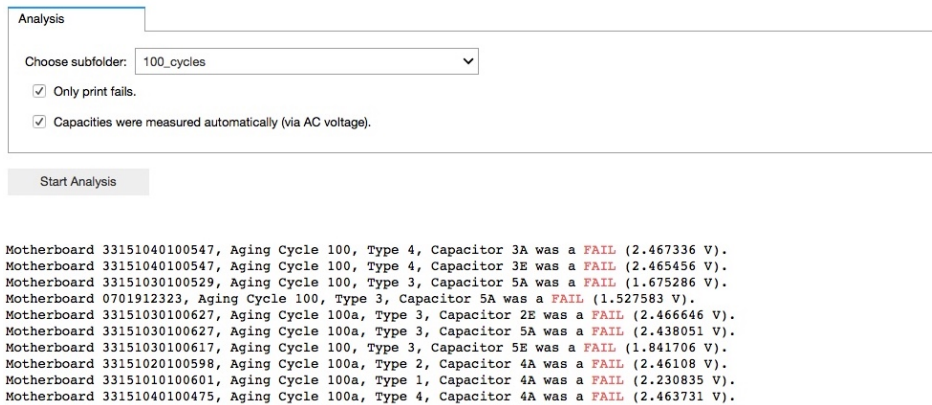 Analysis
Choose subfolder: 100_cycles
Only print fails.
Capacities were measured automatically (via AC voltage).
Start Analysis
Motherboard 33151040100547, Aging Cycle 100, Type 4, Capacitor 3A was a FAIL (2.467336 V).
Motherboard 33151040100547, Aging Cycle 100, Type 4, Capacitor 3E was a FAIL (2.465456 V).
Motherboard 33151030100529, Aging Cycle 100, Type 3, Capacitor 5A was a FAIL (1.675286 V).
Motherboard 0701912323, Aging Cycle 100, Type 3, Capacitor 5A was a FAIL (1.527583 V).
Motherboard 33151030100627, Aging Cycle 100a, Type 3, Capacitor 2E was a FAIL (2.466646 V).
Motherboard 33151030100627, Aging Cycle 100a, Type 3, Capacitor 5A was a FAIL (2.438051 V).
Motherboard 33151030100617, Aging Cycle 100, Type 3, Capacitor 5E was a FAIL (1.841706 V).
Motherboard 33151020100598, Aging Cycle 100a, Type 2, Capacitor 4A was a FAIL (2.46108 V).
Motherboard 33151010100601, Aging Cycle 100a, Type 1, Capacitor 4A was a FAIL (2.230835 V).
Motherboard 33151040100475, Aging Cycle 100a, Type 4, Capacitor 4A was a FAIL (2.463731 V).